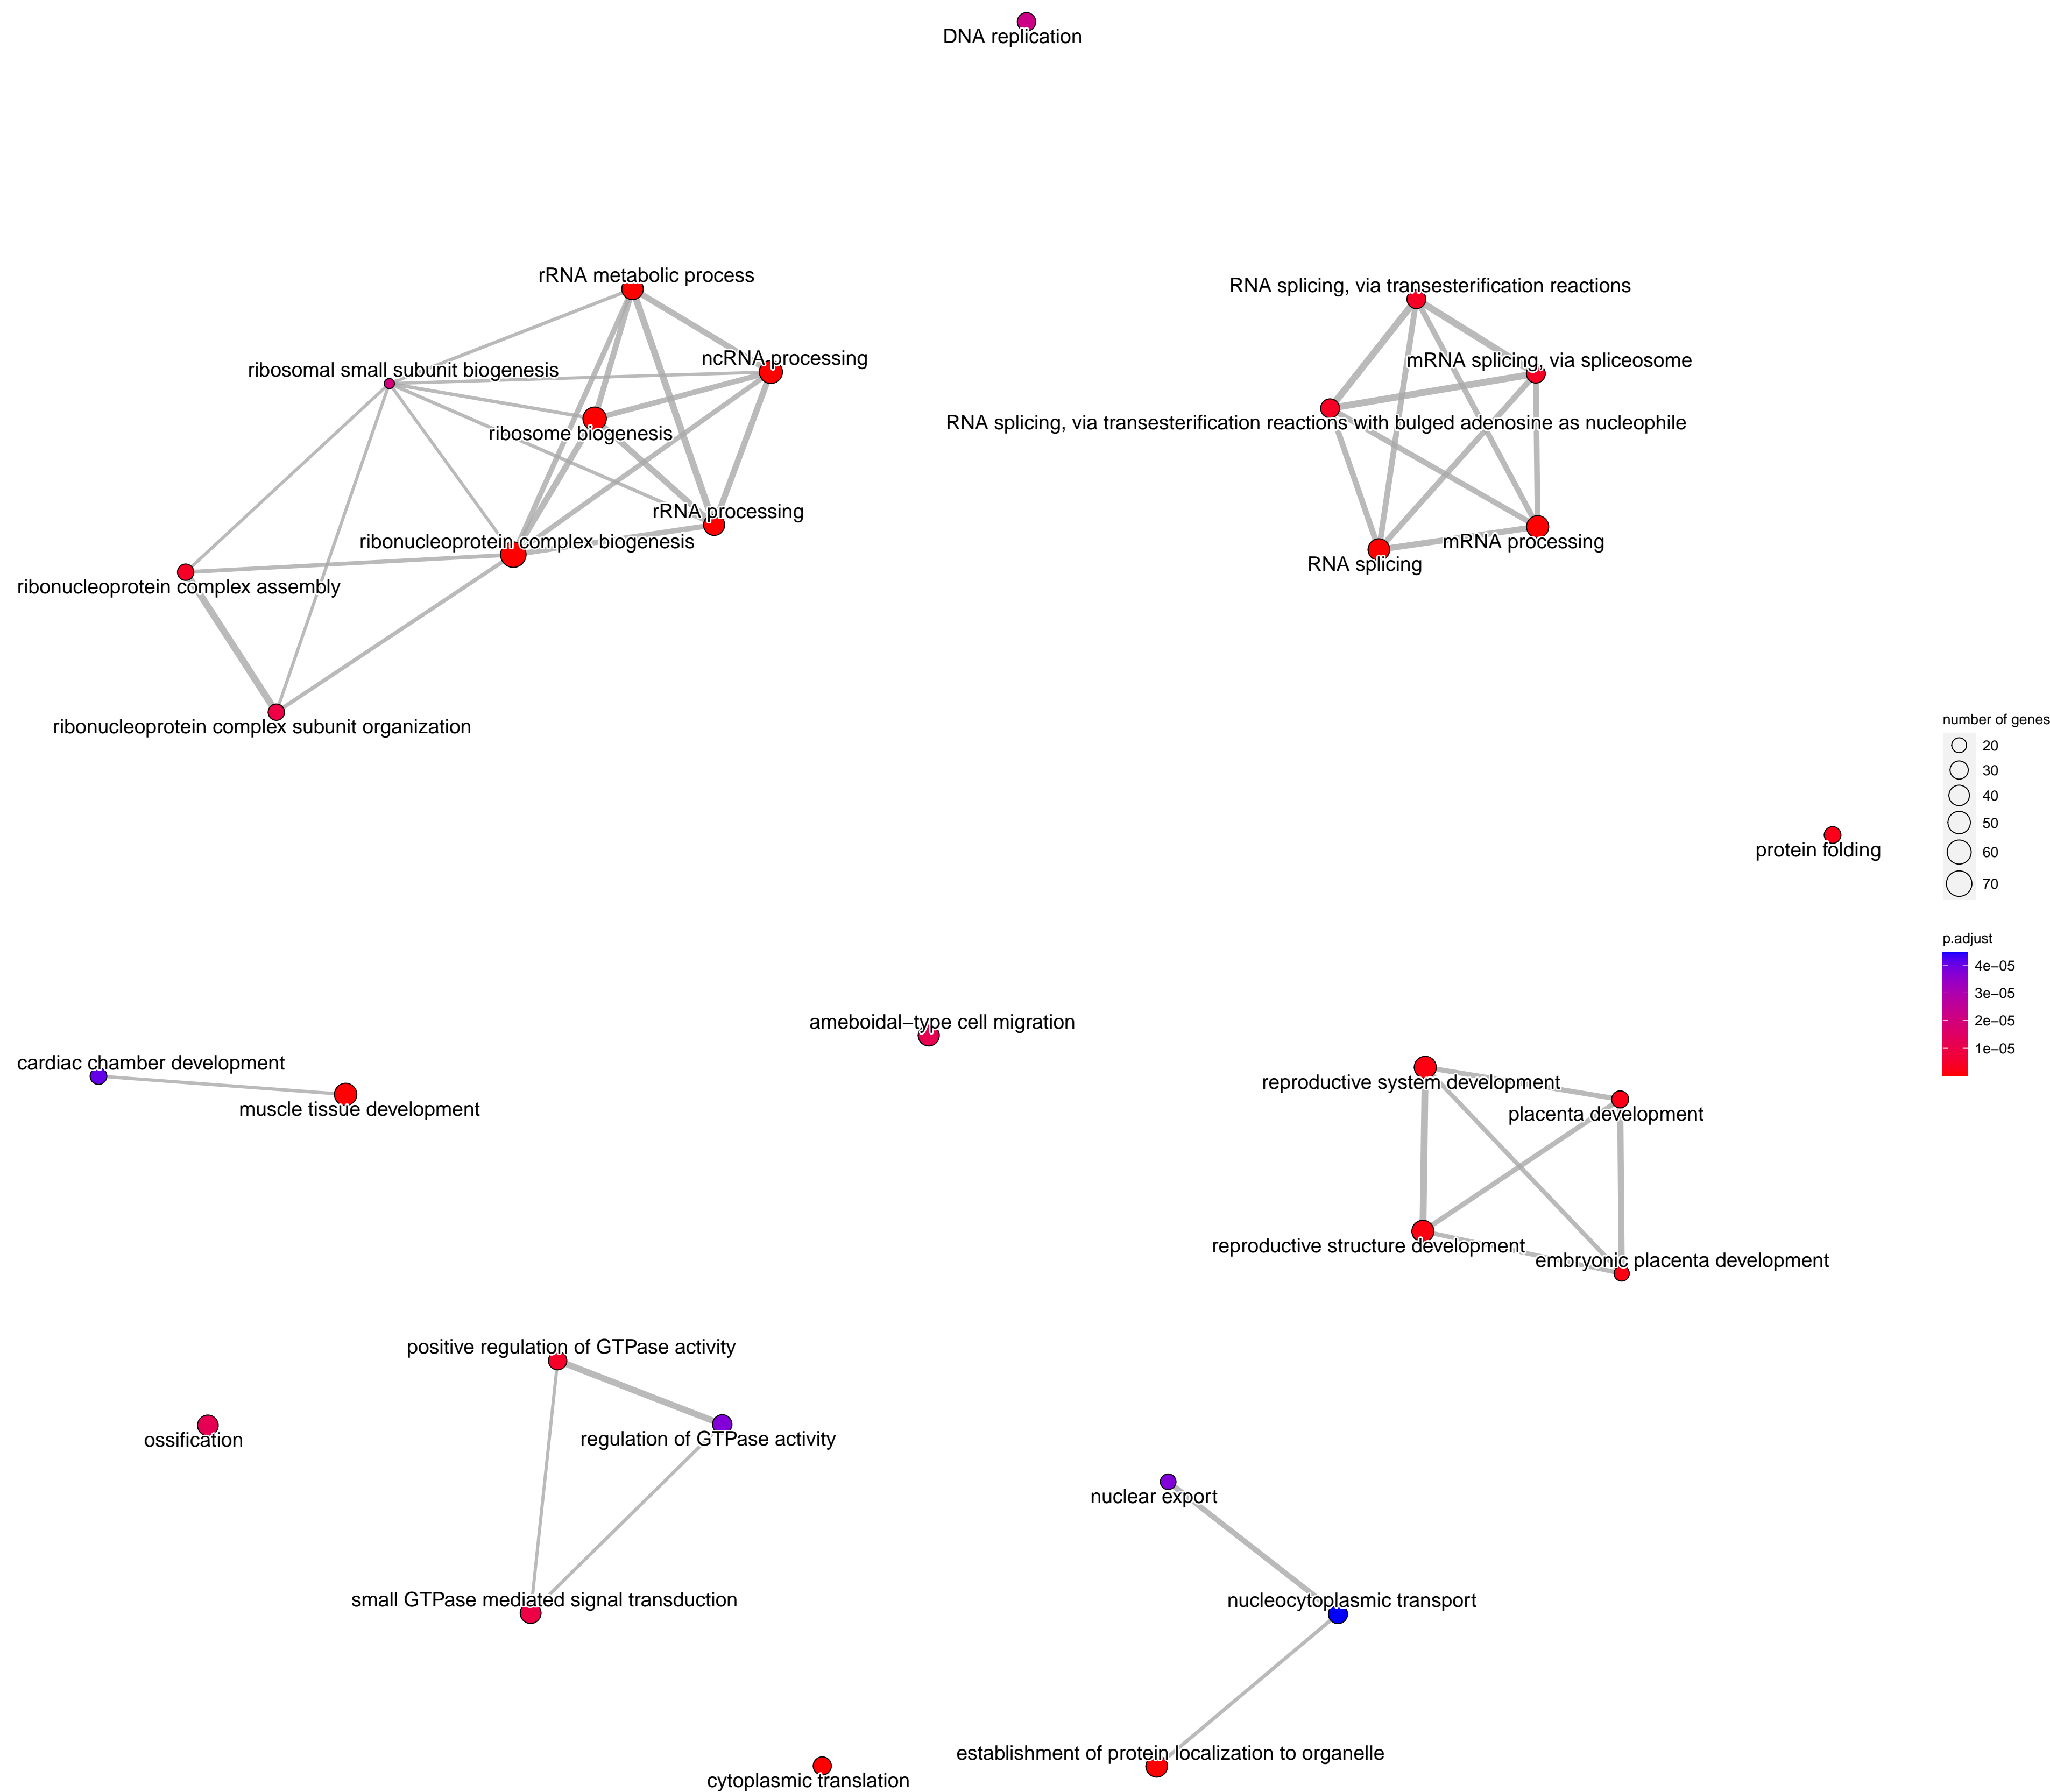 DNA replication
rRNA metabolic process
RNA splicing, via transesterification reactions
ncRNA processing
mRNA splicing, via spliceosome
ribosomal small subunit biogenesis
RNA splicing, via transesterification reactions with bulged adenosine as nucleophile
ribosome biogenesis
rRNA processing
ribonucleoprotein complex biogenesis
mRNA processing
RNA splicing
ribonucleoprotein complex assembly
ribonucleoprotein complex subunit organization
number of genes
20
30
40
50
60
70
protein folding
p.adjust
4e−05
3e−05
2e−05
1e−05
ameboidal−type cell migration
cardiac chamber development
muscle tissue development
reproductive system development
placenta development
reproductive structure development
embryonic placenta development
positive regulation of GTPase activity
regulation of GTPase activity
ossification
nuclear export
small GTPase mediated signal transduction
nucleocytoplasmic transport
establishment of protein localization to organelle
cytoplasmic translation